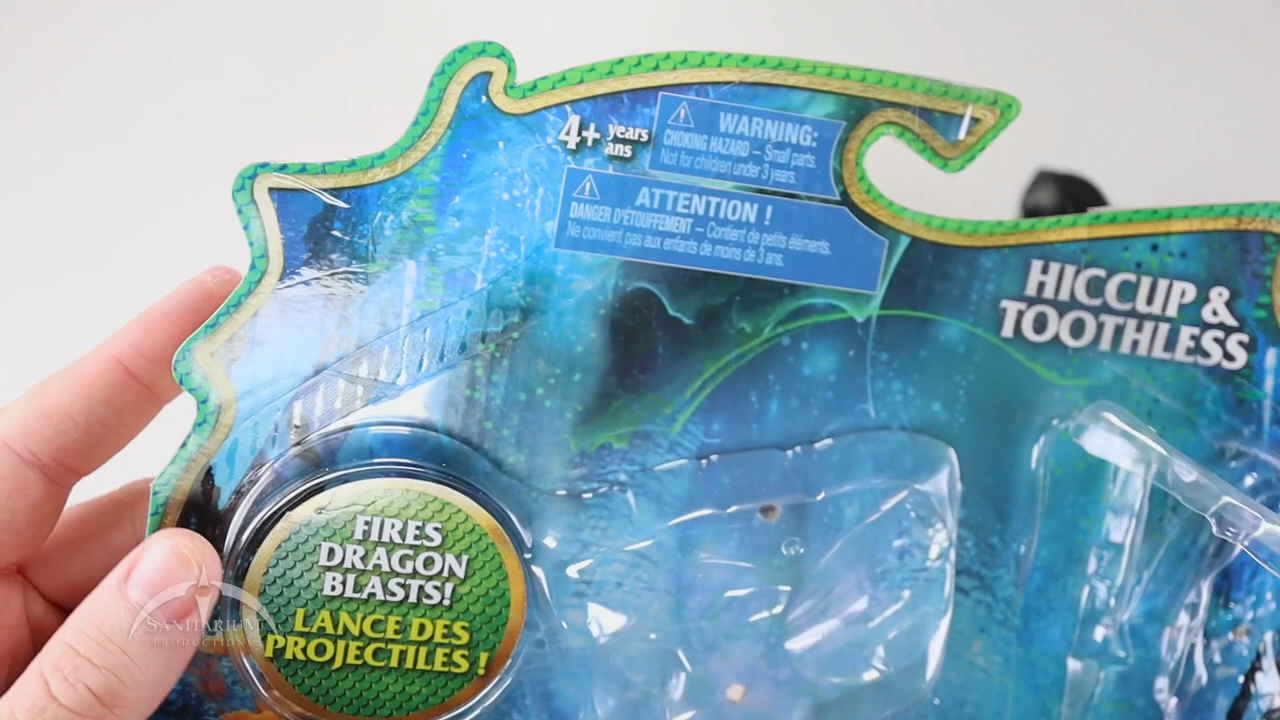 4+ years
ans
WARNING:
CHOKING HAZARD – Small parts.
Not for children under 3 years.
ATTENTION !
DANGER D'ÉTOUFFEMENT – Contient de petits éléments.
Ne convient pas aux enfants de moins de 3 ans.
HICCUP &
TOOTHLESS
FIRES
DRAGON
BLASTS!
LANCE DES
PROJECTILES !
SANITARIUM
PRODUCTIONS